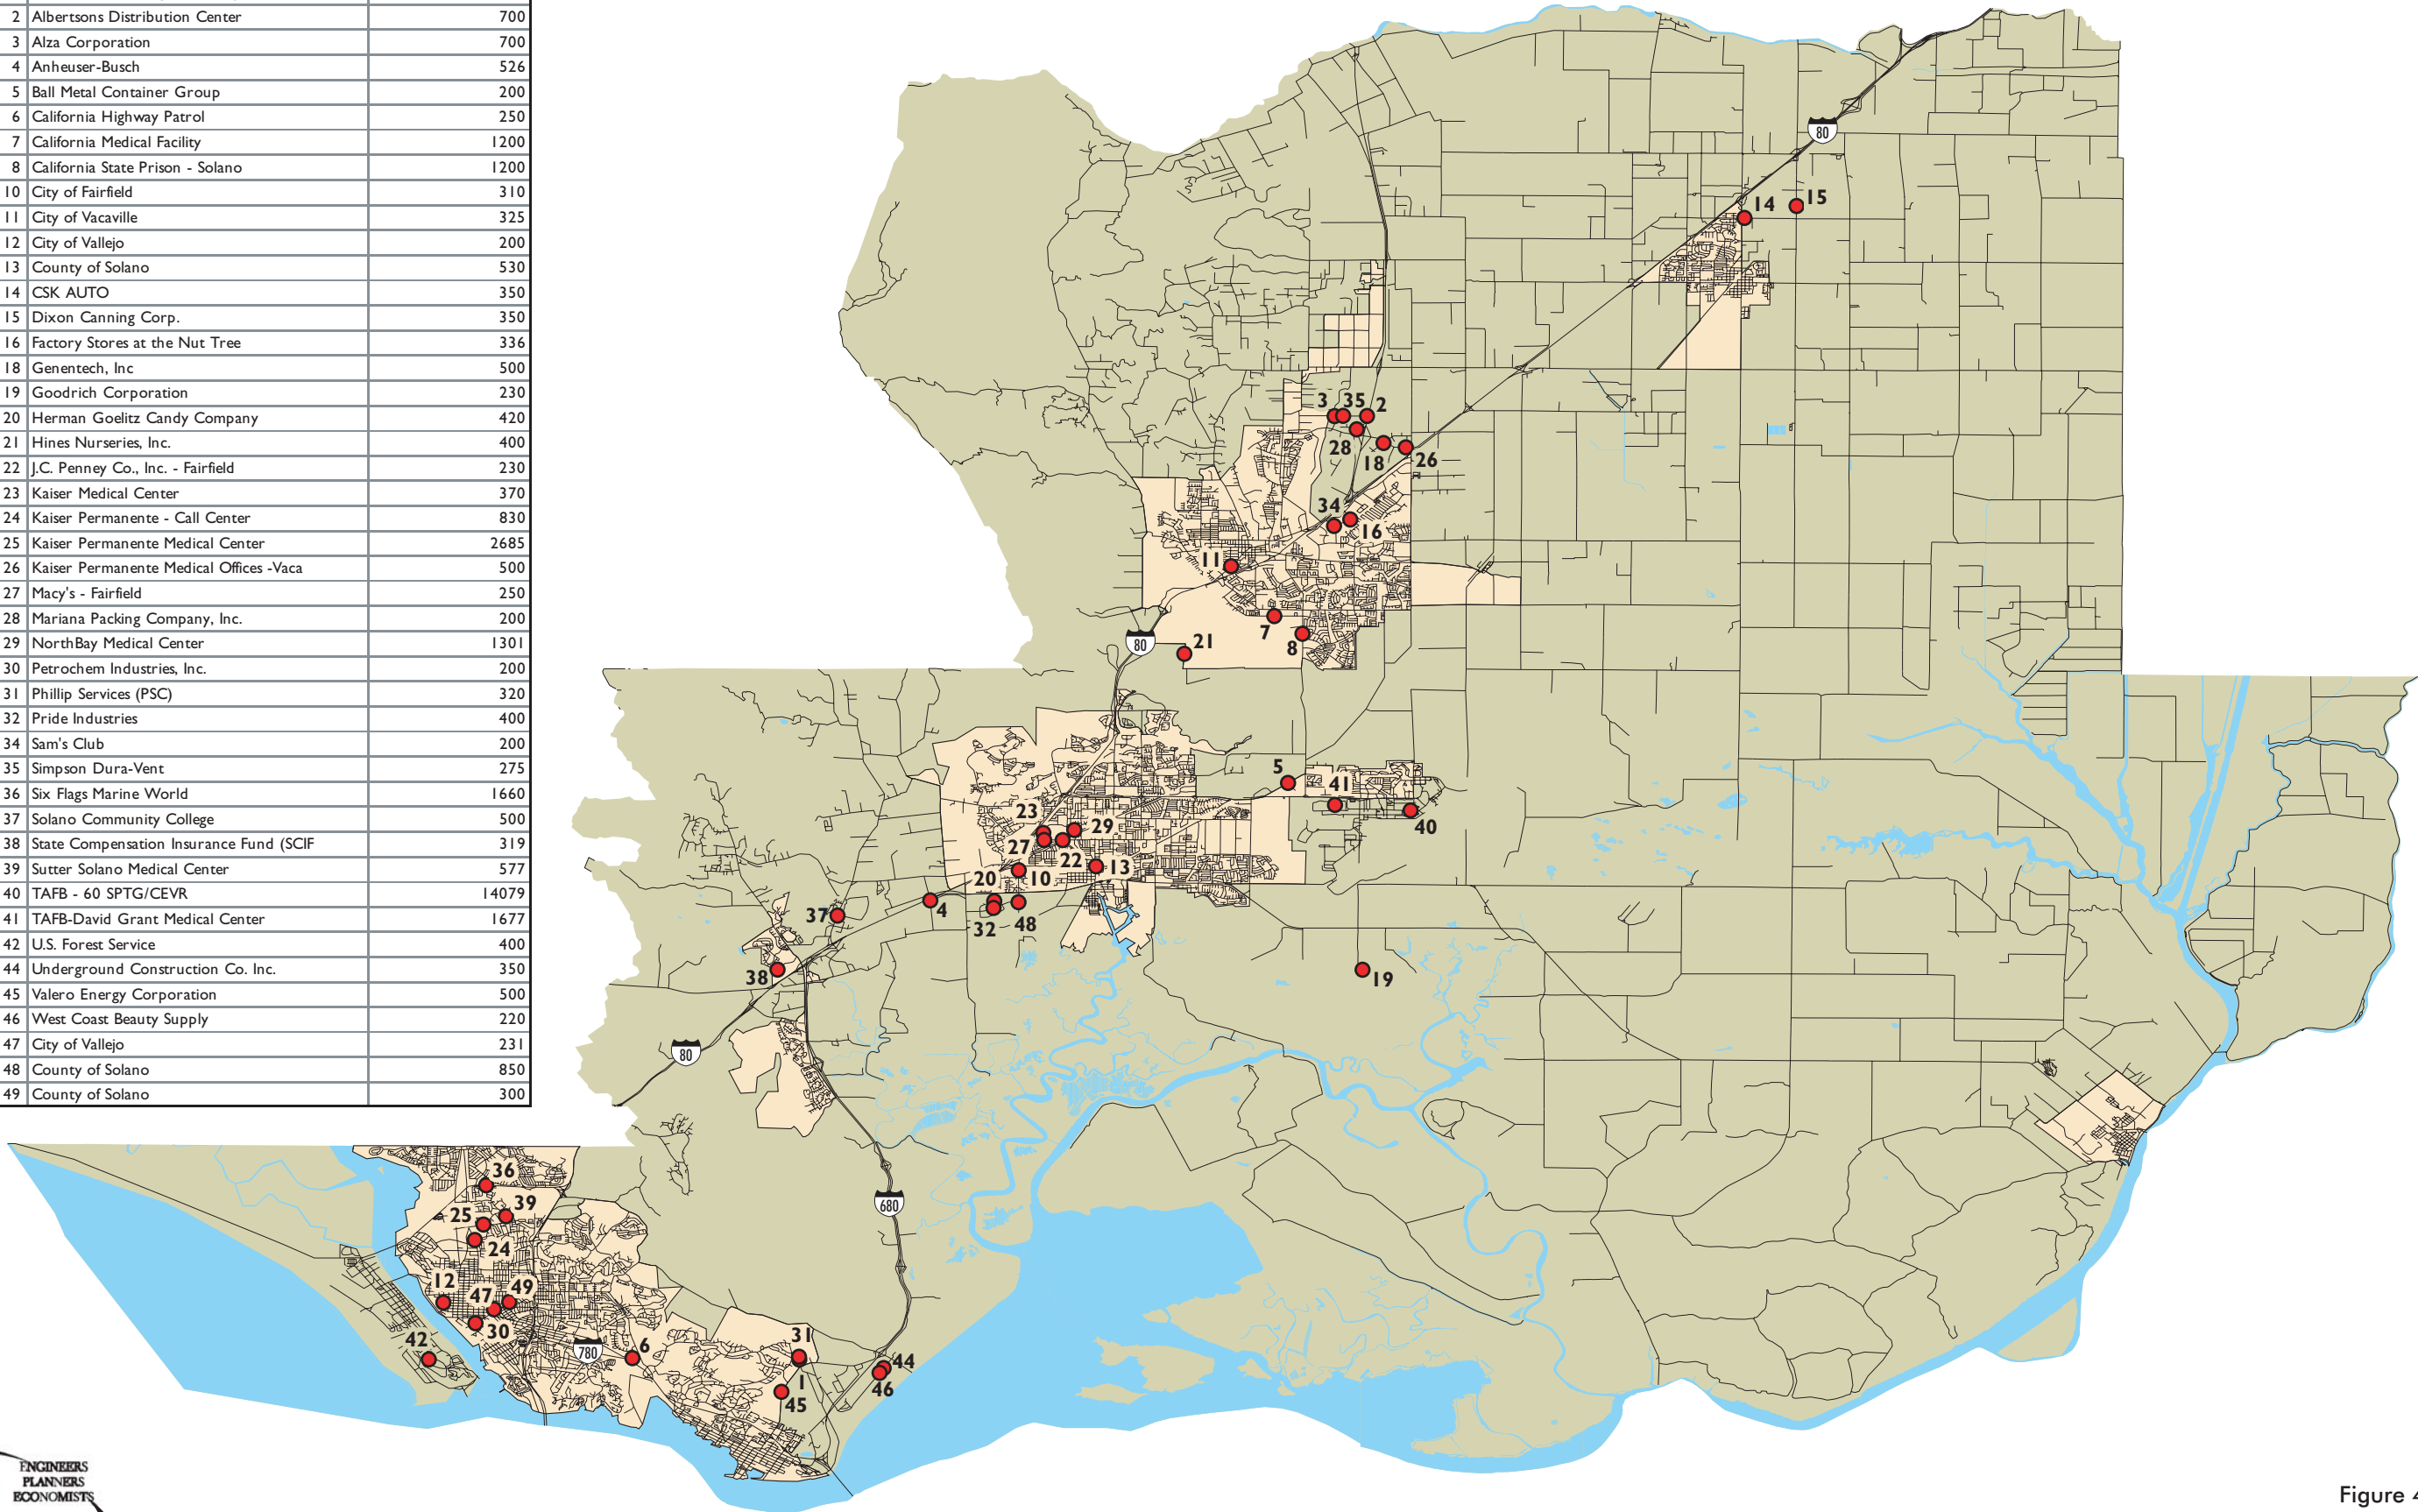 2 Albertsons Distribution Center 700
3 Alza Corporation 700
4 Anheuser-Busch 526
5 Ball Metal Container Group 200
6 California Highway Patrol 250
7 California Medical Facility 1200
8 California State Prison - Solano 1200
10 City of Fairfield 310
11 City of Vacaville 325
12 City of Vallejo 200
13 County of Solano 530
14 CSK AUTO 350
15 Dixon Canning Corp. 350
16 Factory Stores at the Nut Tree 336
18 Genentech, Inc 500
19 Goodrich Corporation 230
20 Herman Goelitz Candy Company 420
21 Hines Nurseries, Inc. 400
22 J.C. Penney Co., Inc. - Fairfield 230
23 Kaiser Medical Center 370
24 Kaiser Permanente - Call Center 830
25 Kaiser Permanente Medical Center 2685
26 Kaiser Permanente Medical Offices -Vaca 500
27 Macy's - Fairfield 250
28 Mariana Packing Company, Inc. 200
29 NorthBay Medical Center 1301
30 Petrochem Industries, Inc. 200
31 Phillip Services (PSC) 320
32 Pride Industries 400
34 Sam's Club 200
35 Simpson Dura-Vent 275
36 Six Flags Marine World 1660
37 Solano Community College 500
38 State Compensation Insurance Fund (SCIF 319
39 Sutter Solano Medical Center 577
40 TAFB - 60 SPTG/CEVR 14079
41 TAFB-David Grant Medical Center 1677
42 U.S. Forest Service 400
44 Underground Construction Co. Inc. 350
45 Valero Energy Corporation 500
46 West Coast Beauty Supply 220
47 City of Vallejo 231
48 County of Solano 850
49 County of Solano 300
80
14 15
3 35 2
28 18 26
34
16
11
7
8
80 21
5
41
40
23
29
27
22
13
20 10
37
4
32 48
38
19
80
36
680
39
25
24
12
47 49
30
42
780
6
31
44
1
46
45
ENGINEERS
PLANNERS
ECONOMISTS
Figure 4